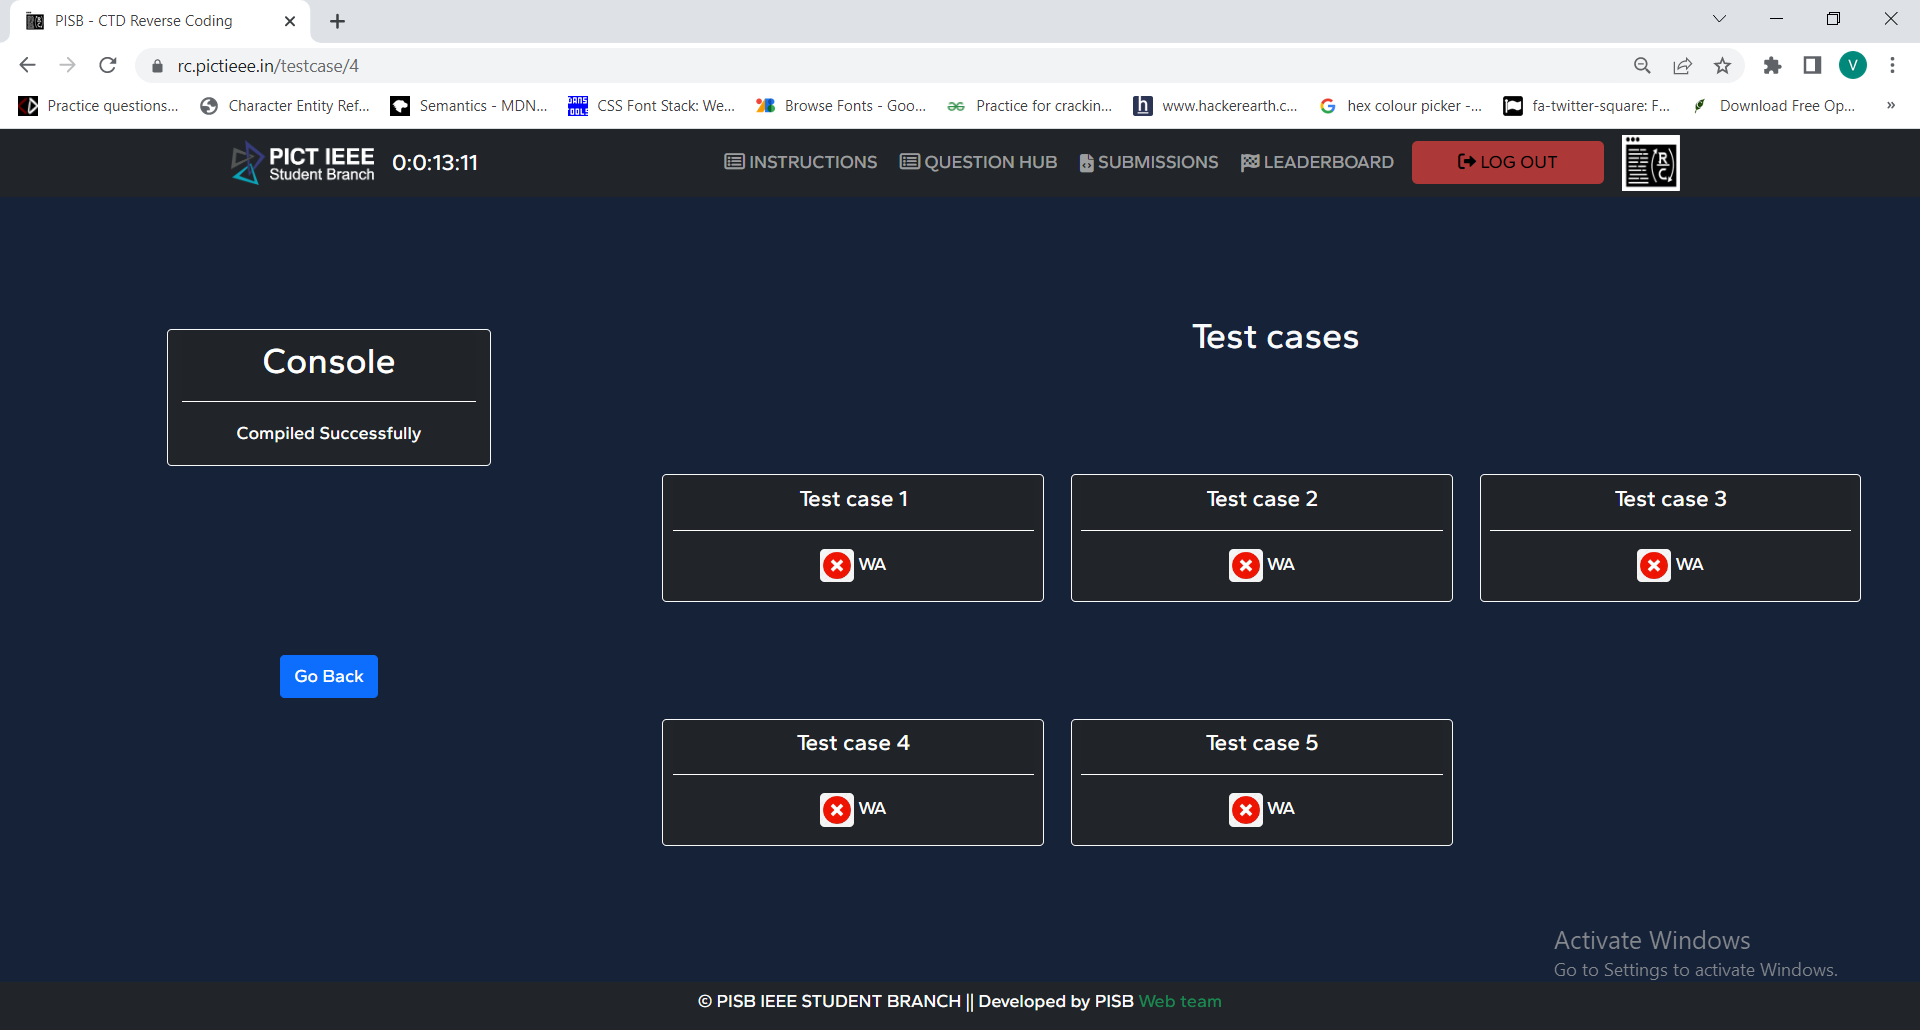 PISB - CTD Reverse Coding
rc.pictieee.in/testcase/4
V
Practice questions... Character Entity Ref... Semantics - MDN... CSS Font Stack: We... Browse Fonts - Goo... Practice for crackin... www.hackerearth.c... hex colour picker -... fa-twitter-square: F... Download Free Op... »
PICT IEEE
Student Branch
0:0:13:11
INSTRUCTIONS QUESTION HUB SUBMISSIONS LEADERBOARD LOG OUT
R
C
Console
Compiled Successfully
Go Back
Test cases
Test case 1
WA
Test case 2
WA
Test case 3
WA
Test case 4
WA
Test case 5
WA
Activate Windows
Go to Settings to activate Windows.
© PISB IEEE STUDENT BRANCH || Developed by PISB Web team